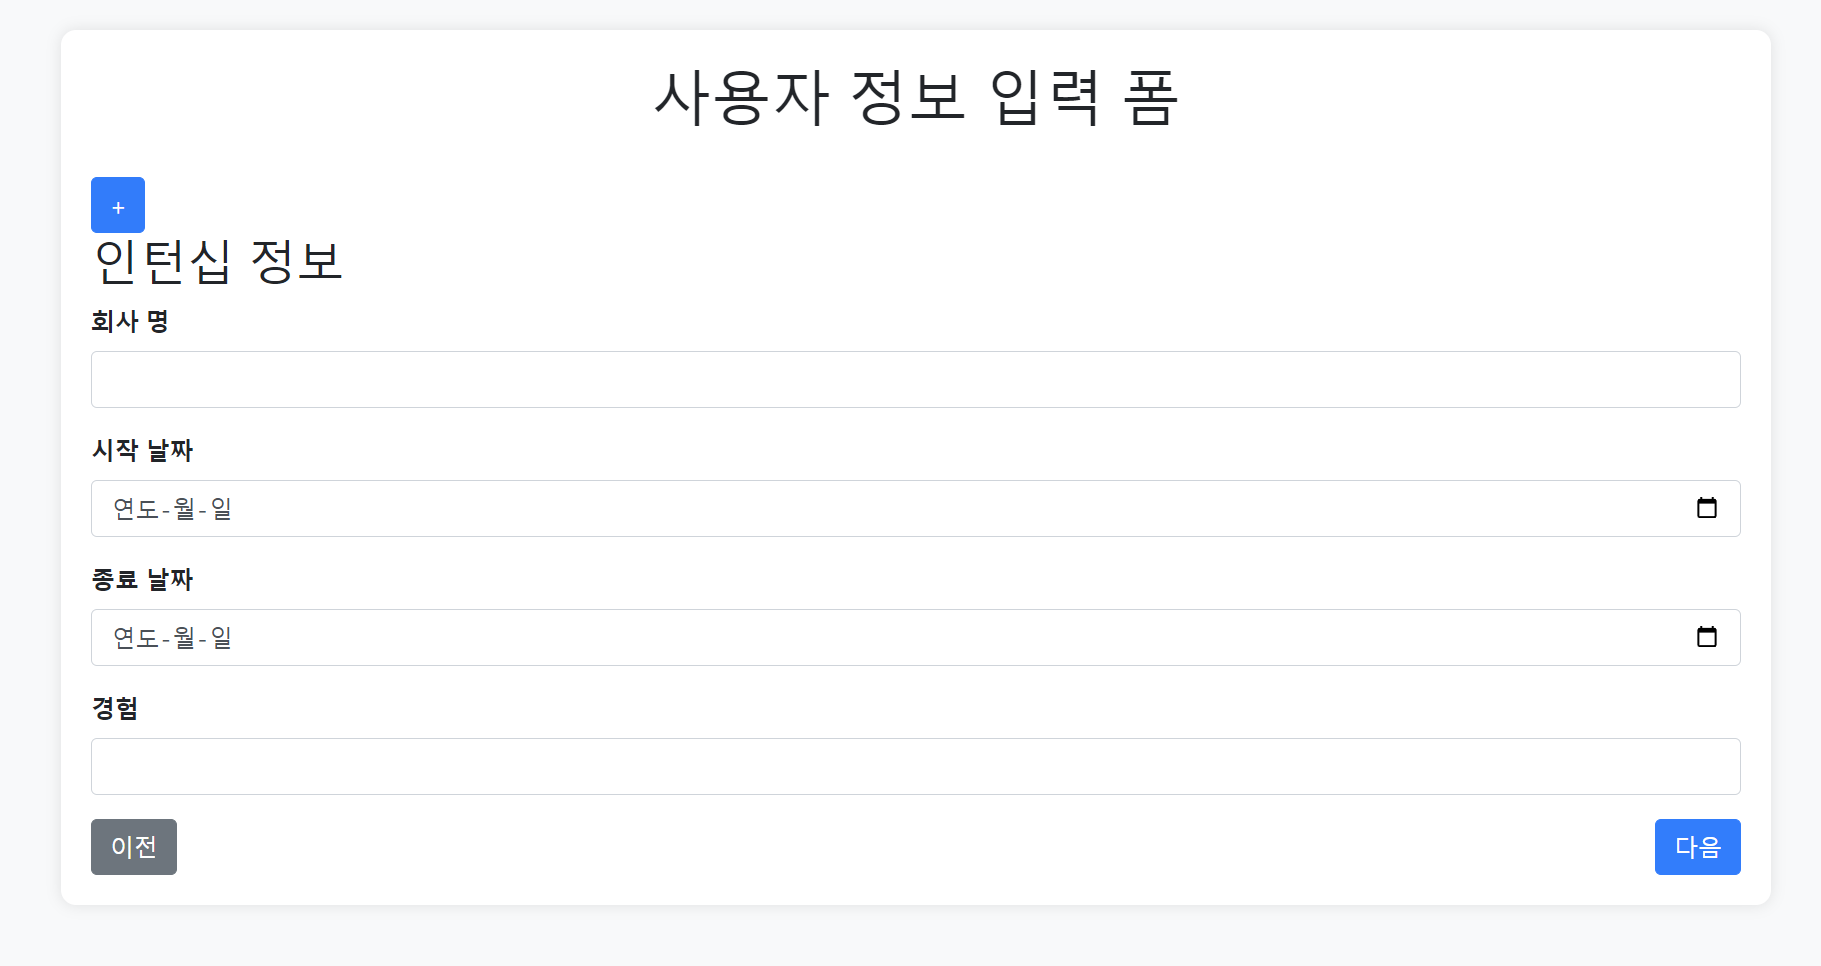 사용자 정보 입력 폼
+
인턴십 정보
회사 명
시작 날짜
연도-월-일
종료 날짜
연도-월-일
경험
이전
다음